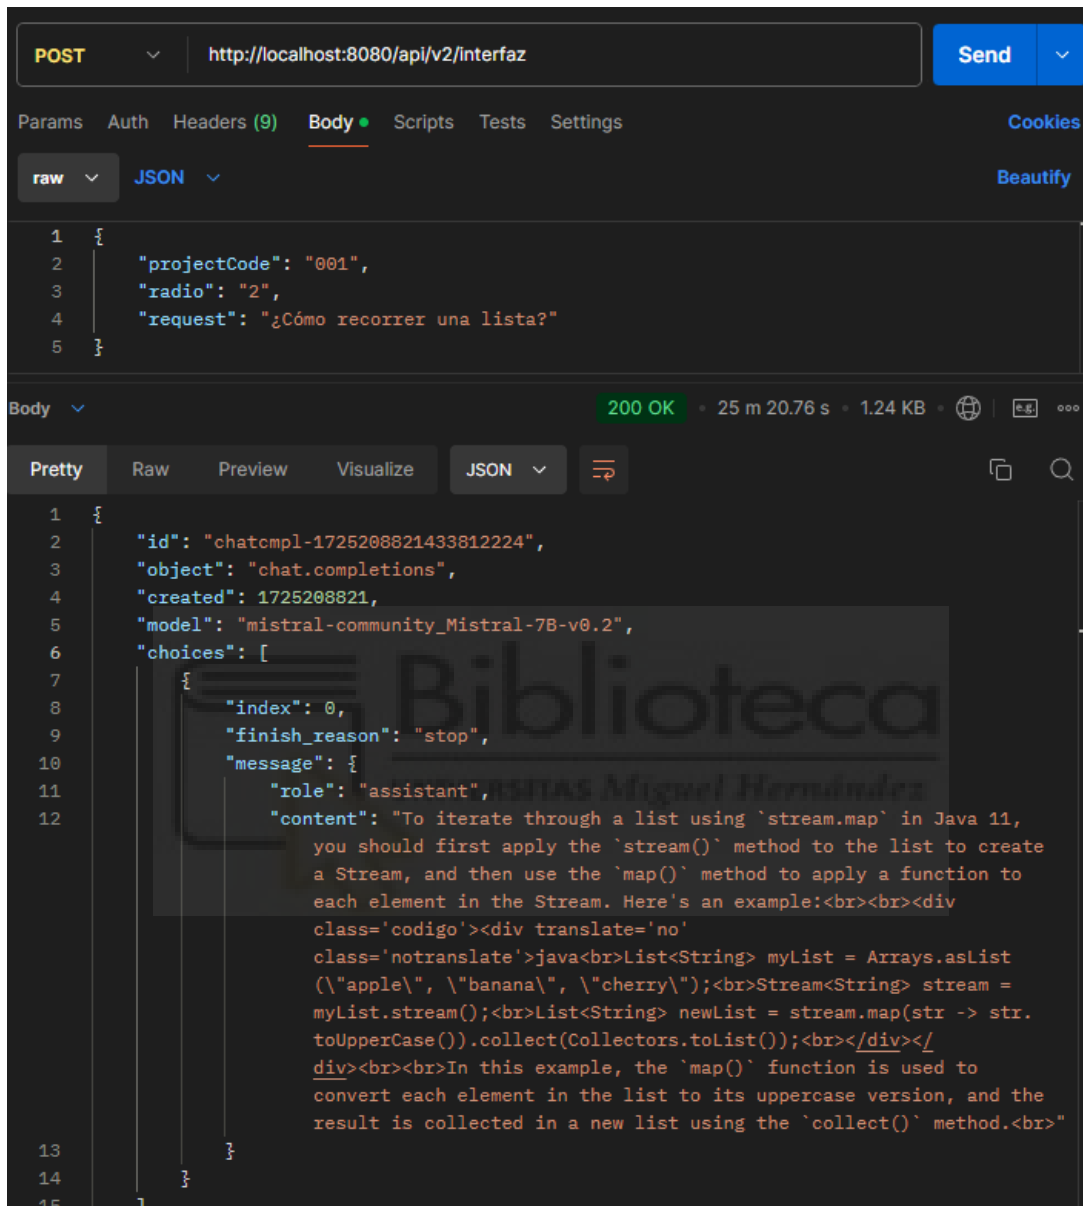 POST http://localhost:8080/api/v2/interfaz Send
Params Auth Headers (9) Body Scripts Tests Settings Cookies
raw JSON Beautify
1 {
2 "projectCode": "001",
3 "radio": "2",
4 "request": "¿Cómo recorrer una lista?"
5 }
Body 200 OK 25 m 20.76 s 1.24 KB e.g.
Pretty Raw Preview Visualize JSON
1 {
2 "id": "chatcmpl-1725208821433812224",
3 "object": "chat.completions",
4 "created": 1725208821,
5 "model": "mistral-community_Mistral-7B-v0.2",
6 "choices": [
7 {
8 "index": 0,
9 "finish_reason": "stop",
10 "message": {
11 "role": "assistant",
12 "content": "To iterate through a list using `stream.map` in Java 11,
you should first apply the `stream()` method to the list to create
a Stream, and then use the `map()` method to apply a function to
each element in the Stream. Here's an example:<br><br><div
class='codigo'><div translate='no'
class='notranslate'>java<br>List<String> myList = Arrays.asList
(\"apple\", \"banana\", \"cherry\");<br>Stream<String> stream =
myList.stream();<br>List<String> newList = stream.map(str -> str.
toUpperCase()).collect(Collectors.toList());<br></div></
div><br><br>In this example, the `map()` function is used to
convert each element in the list to its uppercase version, and the
result is collected in a new list using the `collect()` method.<br>"
13 }
14 }
15 ]
Biblioteca
UNIVERSITAS Miguel Hernández